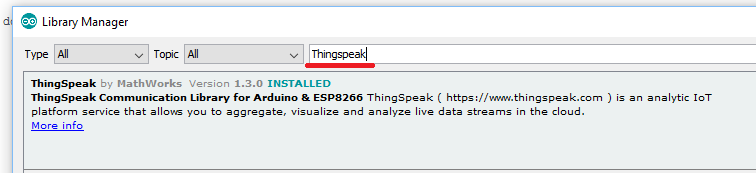 Library Manager
Type All Topic All Thingspeak
ThingSpeak by MathWorks Version 1.3.0 INSTALLED
ThingSpeak Communication Library for Arduino & ESP8266 ThingSpeak ( https://www.thingspeak.com ) is an analytic IoT
platform service that allows you to aggregate, visualize and analyze live data streams in the cloud.
More info